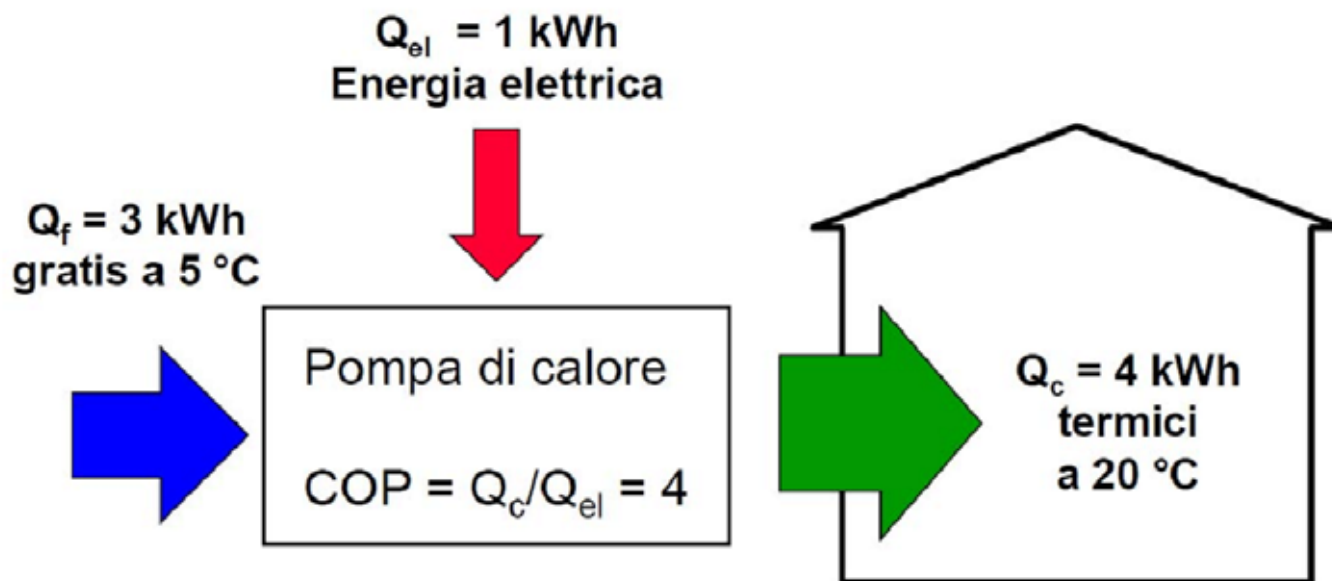 Q_el = 1 kWh
Energia elettrica
Q_f = 3 kWh
gratis a 5 °C
Pompa di calore
COP = Q_c/Q_el = 4
Q_c = 4 kWh
termici
a 20 °C